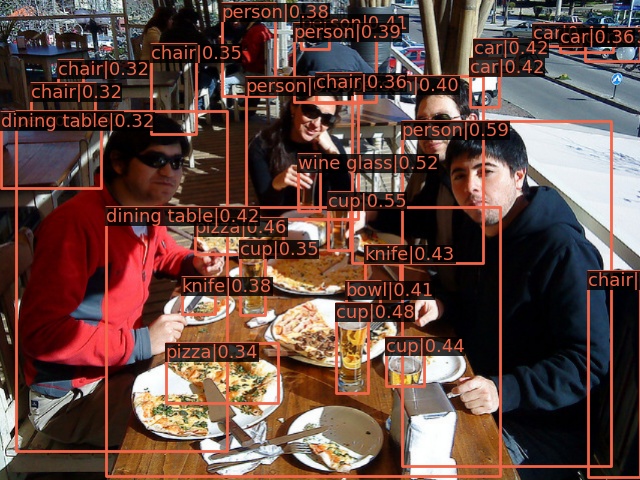 person|0.38
person|0.41
person|0.39
car|0.36
car|0.42
car|0.42
chair|0.35
chair|0.32
chair|0.32
chair|0.36
|0.40
person|
dining table|0.32
person|0.59
wine glass|0.52
cup|0.55
dining table|0.42
pizza|0.46
cup|0.35
knife|0.43
knife|0.38
bowl|0.41
chair|
cup|0.48
cup|0.44
pizza|0.34